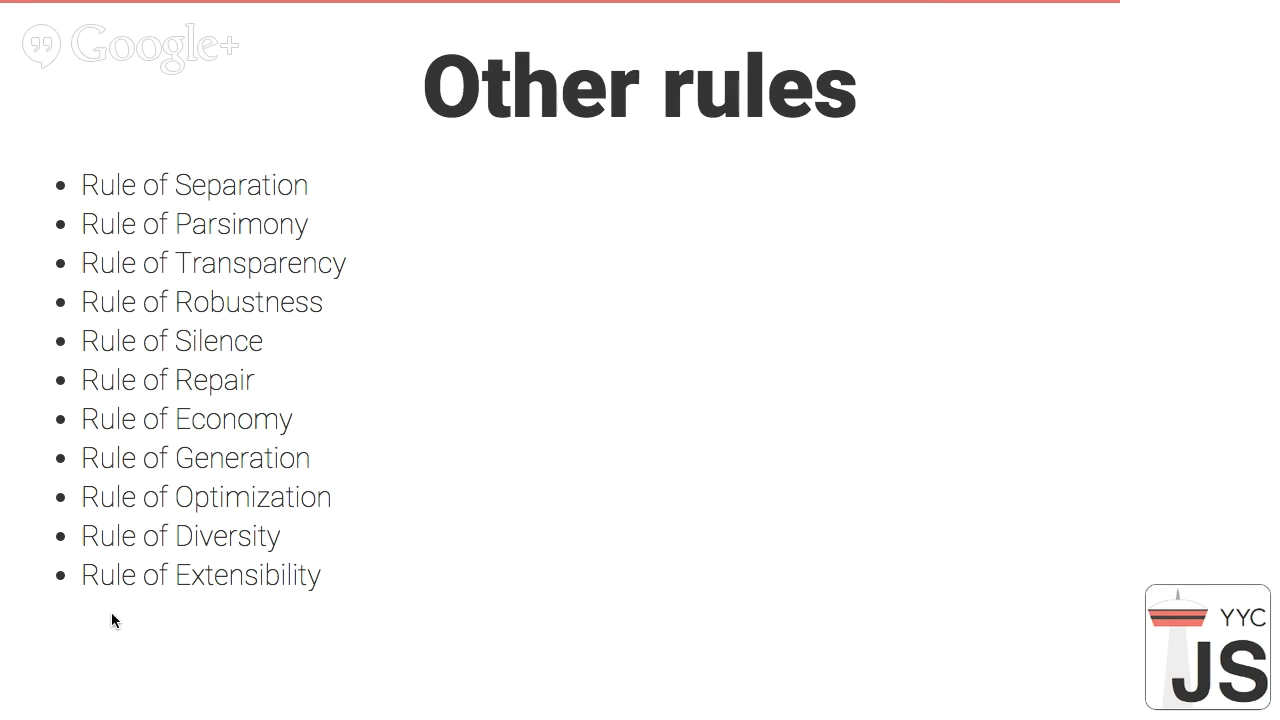 Google+
Other rules
• Rule of Separation
• Rule of Parsimony
• Rule of Transparency
• Rule of Robustness
• Rule of Silence
• Rule of Repair
• Rule of Economy
• Rule of Generation
• Rule of Optimization
• Rule of Diversity
• Rule of Extensibility
YYC
JS